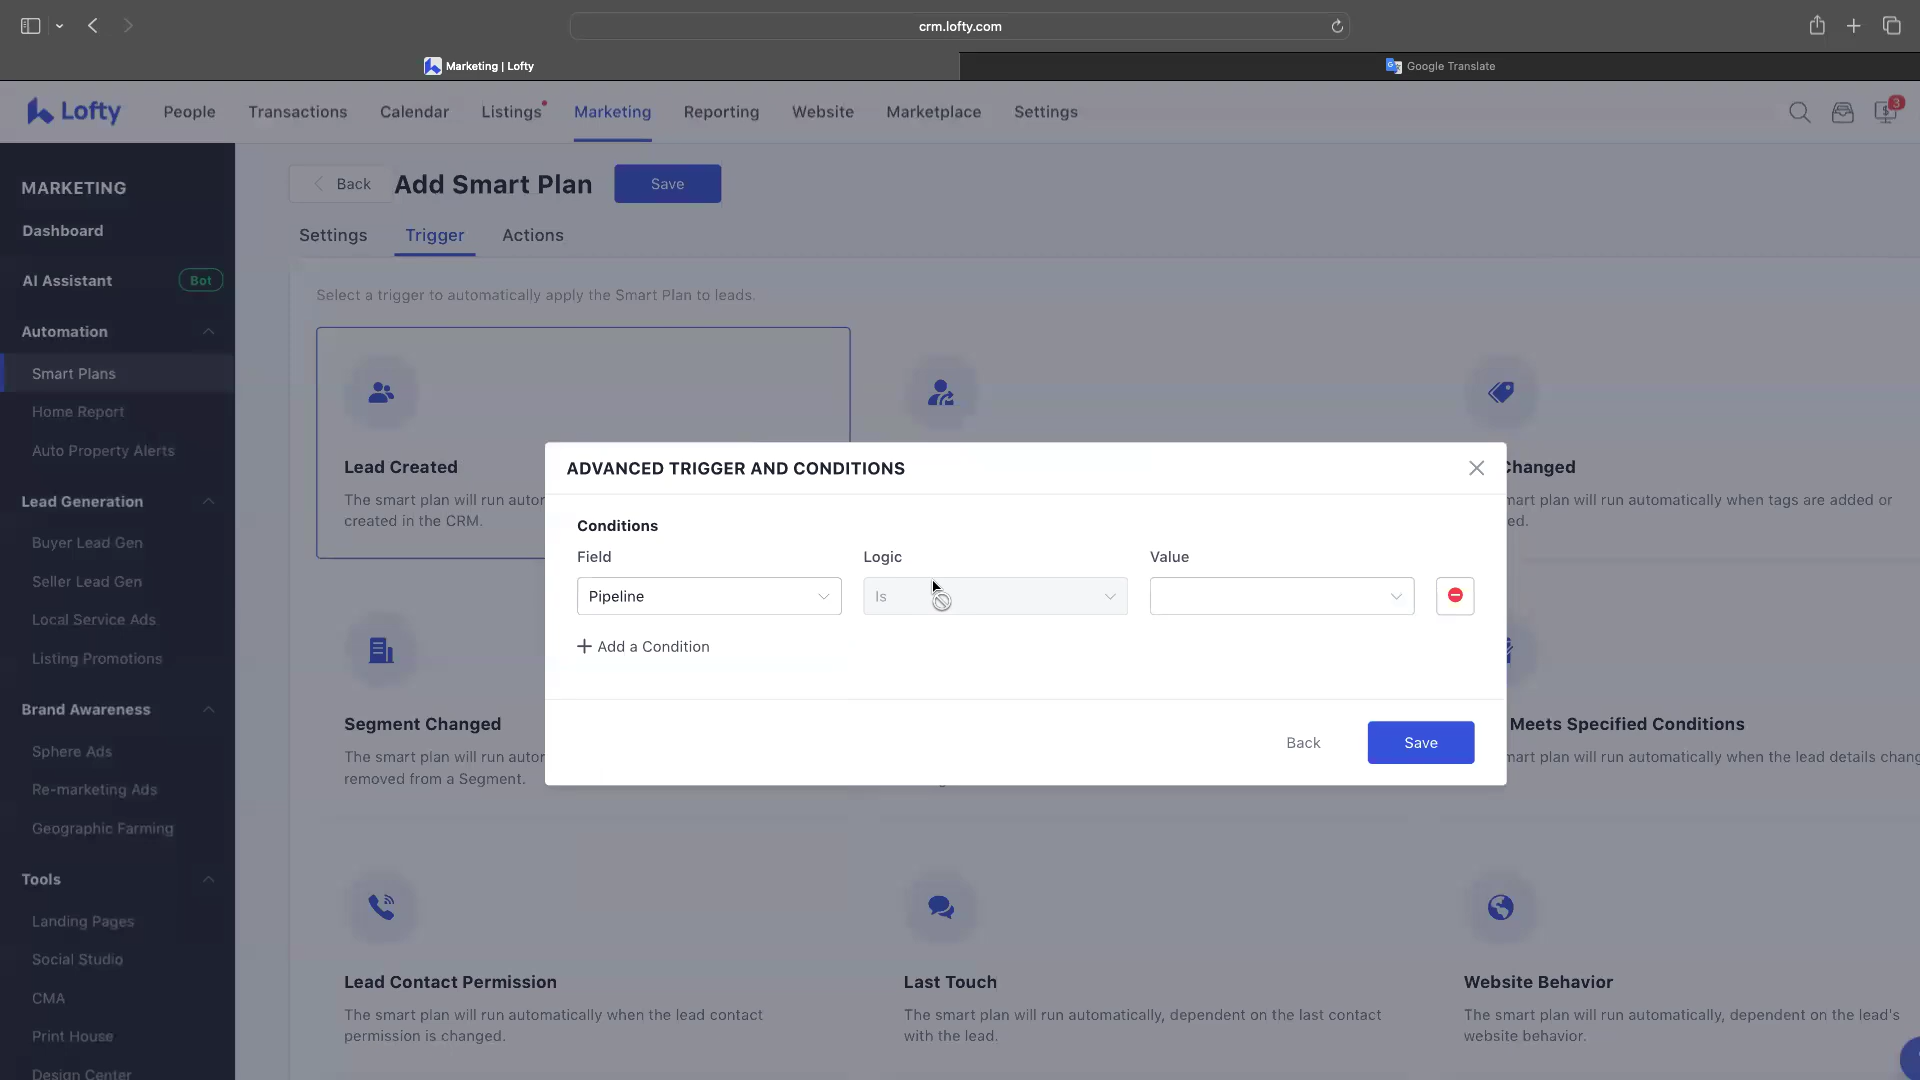 crm.lofty.com
Marketing | Lofty
Google Translate
Lofty
People
Transactions
Calendar
Listings
Marketing
Reporting
Website
Marketplace
Settings
3
MARKETING
Dashboard
AI Assistant
Bot
Automation
Smart Plans
Home Report
Auto Property Alerts
Lead Generation
Buyer Lead Gen
Seller Lead Gen
Local Service Ads
Listing Promotions
Brand Awareness
Sphere Ads
Re-marketing Ads
Geographic Farming
Tools
Landing Pages
Social Studio
CMA
Print House
Design Center
Back
Add Smart Plan
Save
Settings
Trigger
Actions
Select a trigger to automatically apply the Smart Plan to leads.
Lead Created
The smart plan will run autor
created in the CRM.
Changed
mart plan will run automatically when tags are added or
ed.
ADVANCED TRIGGER AND CONDITIONS
Conditions
Field
Logic
Value
Pipeline
Is
Add a Condition
Back
Save
Segment Changed
The smart plan will run autor
removed from a Segment.
Meets Specified Conditions
mart plan will run automatically when the lead details chang
Lead Contact Permission
The smart plan will run automatically when the lead contact
permission is changed.
Last Touch
The smart plan will run automatically, dependent on the last contact
with the lead.
Website Behavior
The smart plan will run automatically, dependent on the lead's
website behavior.